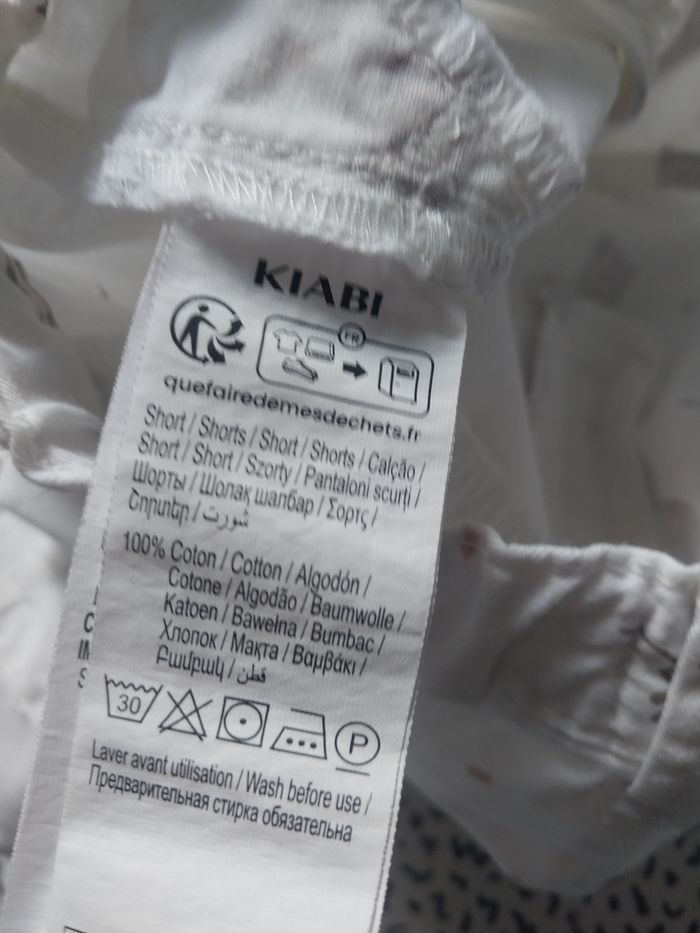 KIABI
FR
quefairedemesdechets.fr
Short / Shorts / Short / Shorts / Calção /
Short / Short / Szorty / Pantaloni scurți /
Шорты / Шолақ шалбар / Σορτς /
Շորտեր / شورت
100% Coton / Cotton / Algodón /
Cotone / Algodão / Baumwolle /
Katoen / Bawełna / Bumbac /
Хлопок / Мақта / Βαμβάκι /
Բամբակ / قطن
30
P
Laver avant utilisation / Wash before use /
Предварительная стирка обязательна